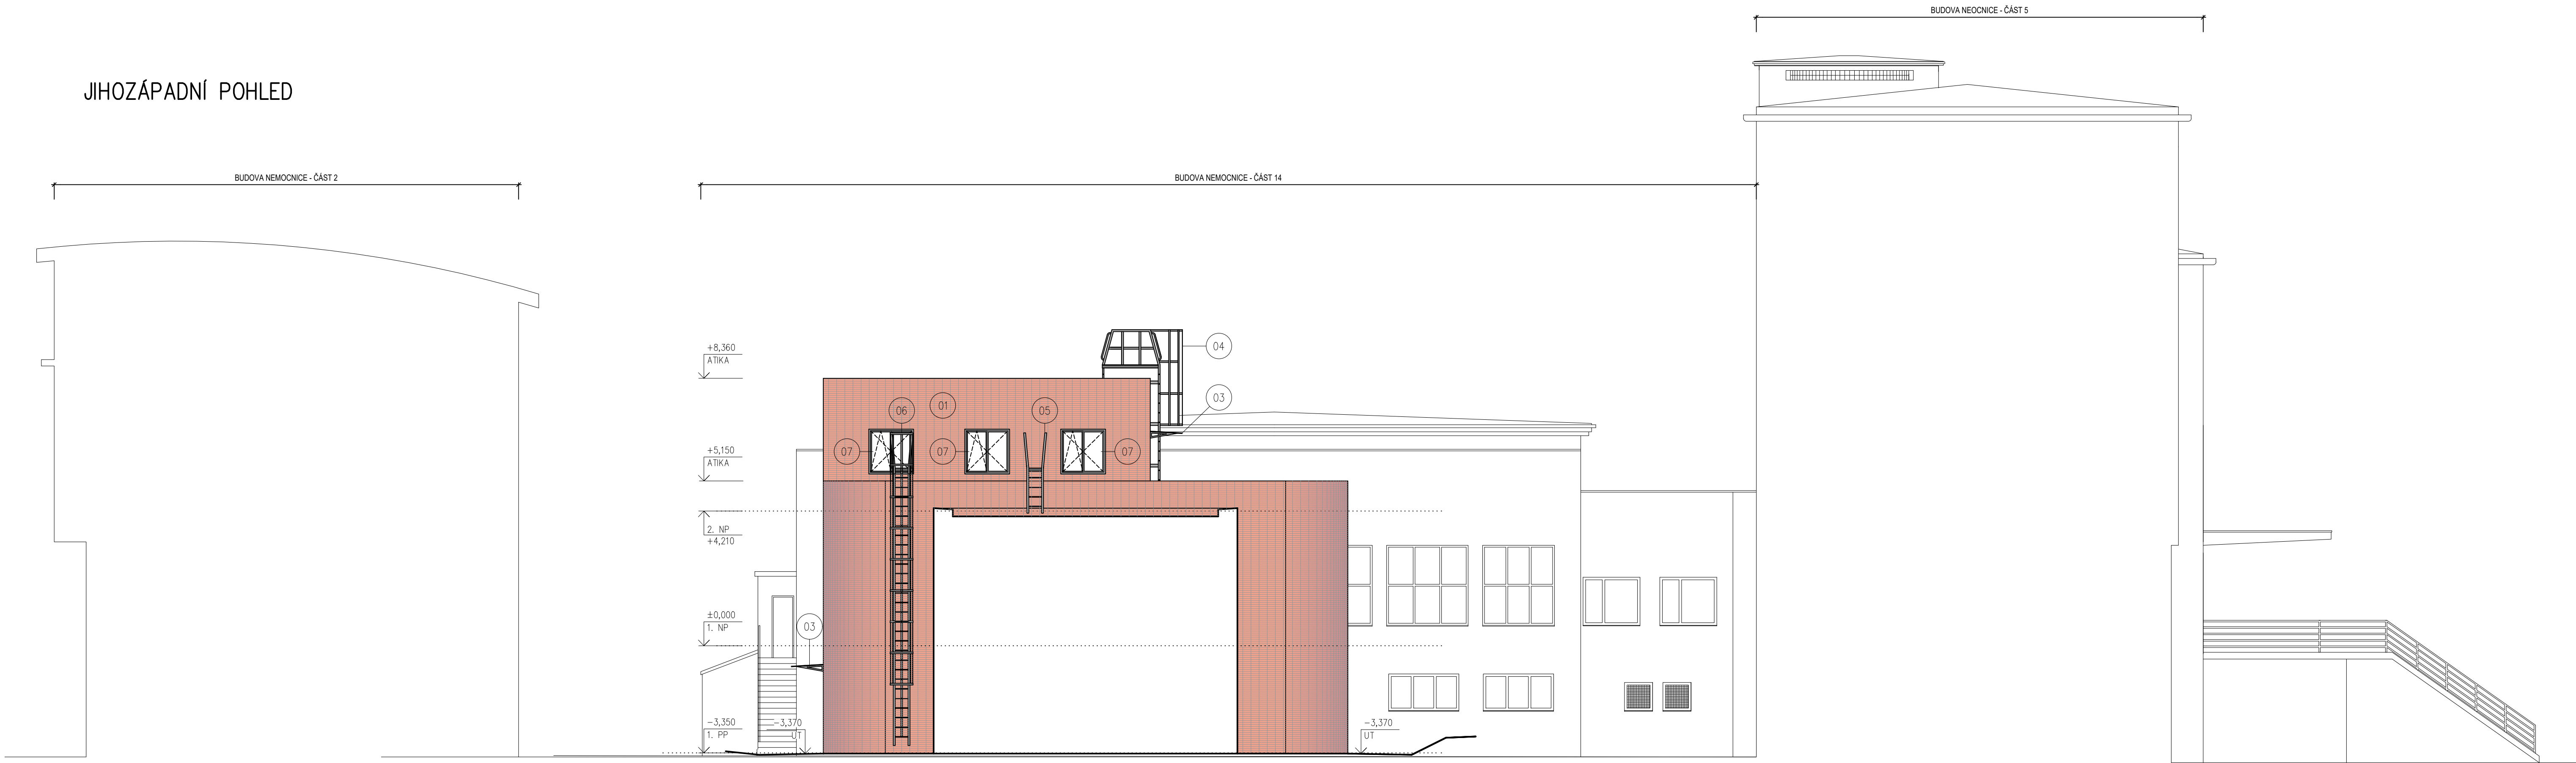 BUDOVA NEOCNICE - ČÁST 5
JIHOZÁPADNÍ POHLED
BUDOVA NEMOCNICE - ČÁST 2
BUDOVA NEMOCNICE - ČÁST 14
+8,360
ATIKA
04
03
06
01
05
+5,150
ATIKA
07
07
07
2. NP
+4,210
±0,000
1. NP
03
-3,350
1. PP
-3,370
UT
-3,370
UT